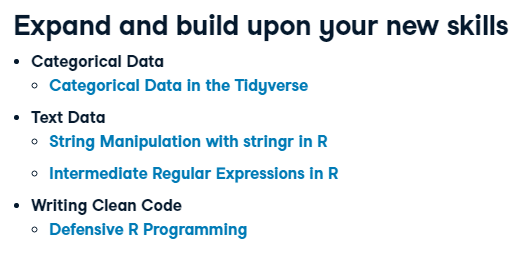 Expand and build upon your new skills
• Categorical Data
◦ Categorical Data in the Tidyverse
• Text Data
◦ String Manipulation with stringr in R
◦ Intermediate Regular Expressions in R
• Writing Clean Code
◦ Defensive R Programming